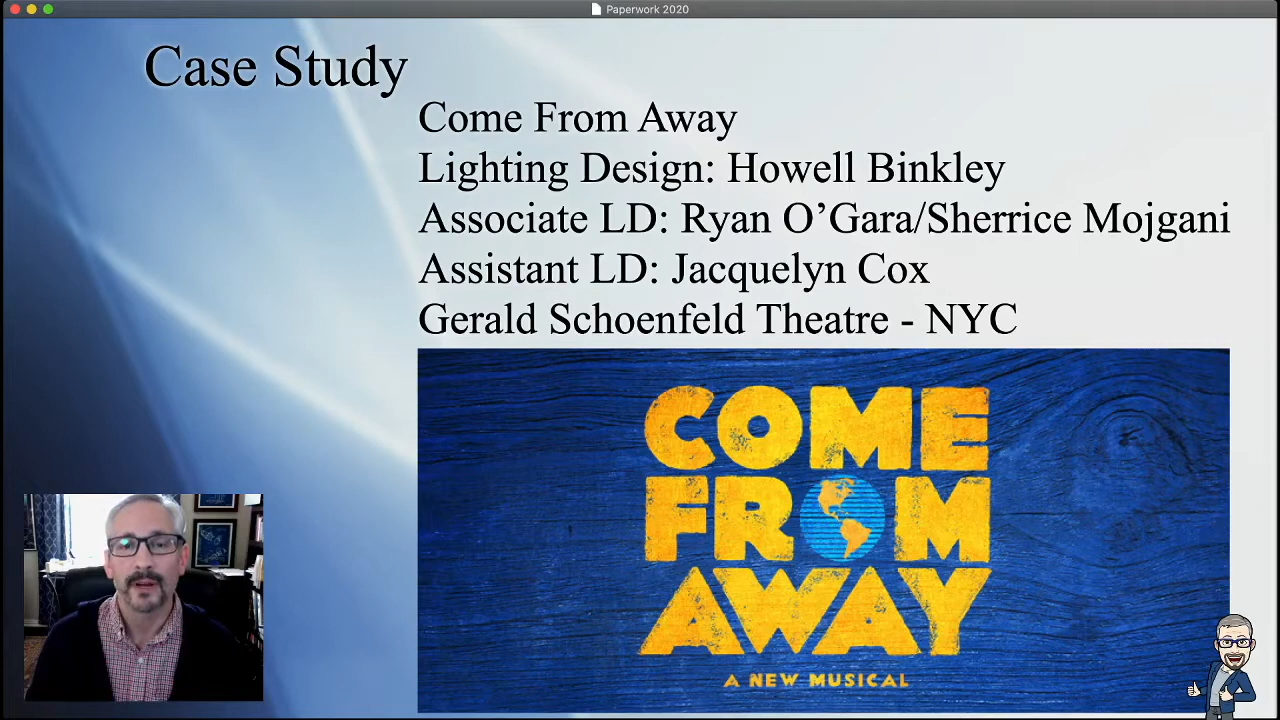 Paperwork 2020
Case Study
Come From Away
Lighting Design: Howell Binkley
Associate LD: Ryan O’Gara/Sherrice Mojgani
Assistant LD: Jacquelyn Cox
Gerald Schoenfeld Theatre - NYC
COME
FROM
AWAY
A NEW MUSICAL